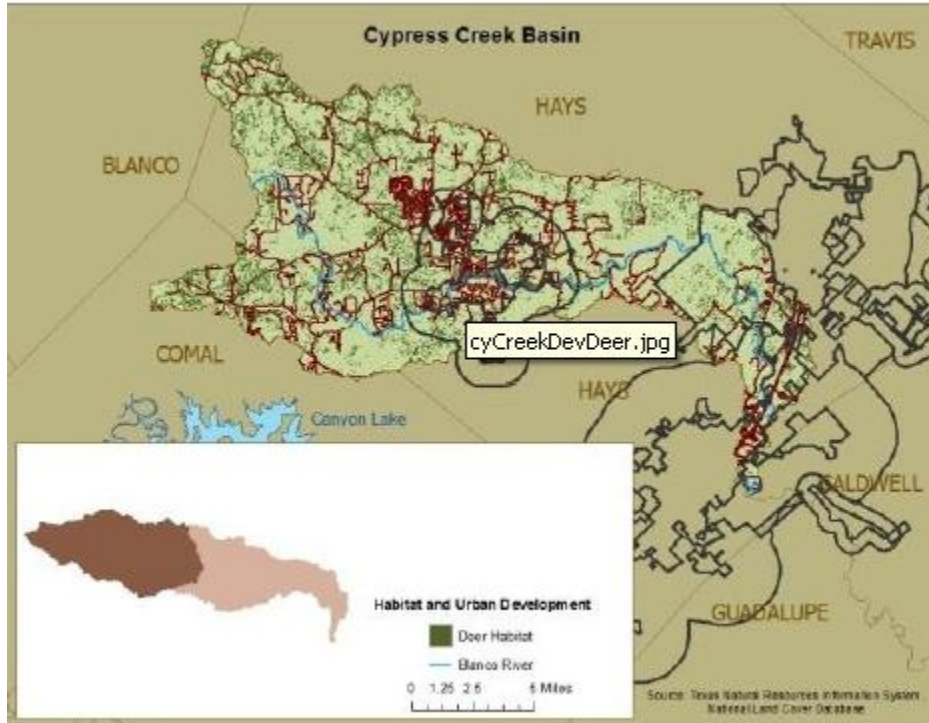 Cypress Creek Basin
TRAVIS
HAYS
BLANCO
cyCreekDevDeer.jpg
COMAL
HAYS
Canyon Lake
CALDWELL
Habitat and Urban Development
Deer Habitat
GUADALUPE
Blanco River
0 1.25 2.5 5 Miles
Source: Texas Natural Resources Information System
National Land Cover Database